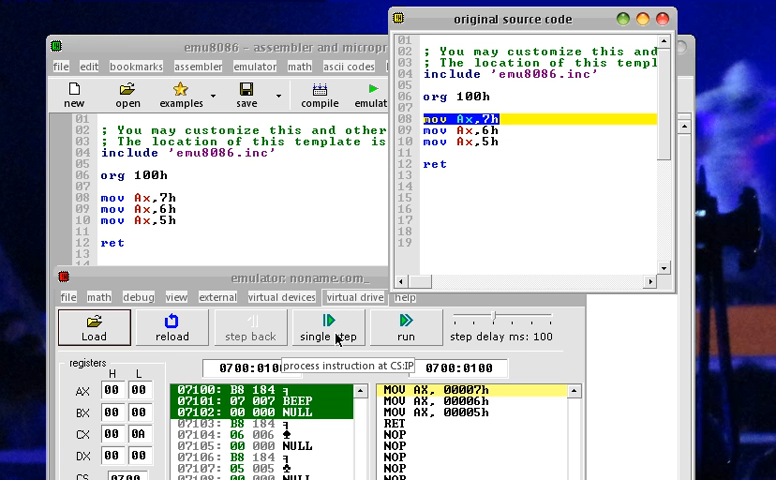 original source code
01
02 ; You may customize this and
03 ; The location of this templ
04 include 'emu8086.inc'
05
06 org 100h
07
08 mov Ax,7h
09 mov Ax,6h
10 mov Ax,5h
11
12 ret
13
14
15
16
17
18
19
emu8086 - assembler and micropr
file edit bookmarks assembler emulator math ascii codes
new open examples save compile emulat
01
02 ; You may customize this and other
03 ; The location of this template is
04 include 'emu8086.inc'
05
06 org 100h
07
08 mov Ax,7h
09 mov Ax,6h
10 mov Ax,5h
11
12 ret
13
14
emulator: noname.com_
file math debug view external virtual devices virtual drive help
Load reload step back single step run step delay ms: 100
registers
H L
0700:010 0700:0100
process instruction at CS:IP
AX 00 00
BX 00 00
CX 00 0A
DX 00 00
CS 0700
07100: B8 184 ╕
07101: 07 007 BEEP
07102: 00 000 NULL
07103: B8 184 ╕
07104: 06 006 ♠
07105: 00 000 NULL
07106: B8 184 ╕
07107: 05 005 ♣
07108: 00 000 NULL
MOV AX, 00007h
MOV AX, 00006h
MOV AX, 00005h
RET
NOP
NOP
NOP
NOP